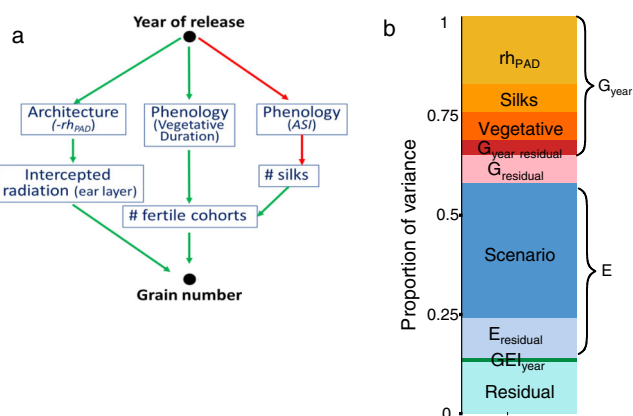 a
Year of release
Architecture
(-rhPAD)
Phenology
(Vegetative
Duration)
Phenology
(ASI)
Intercepted
radiation (ear layer)
# silks
# fertile cohorts
Grain number
b
Proportion of variance
1
0.75
0.5
0.25
0
rhPAD
Silks
Vegetative
Gyear residual
Gresidual
Scenario
Eresidual
GEIyear
Residual
Gyear
E